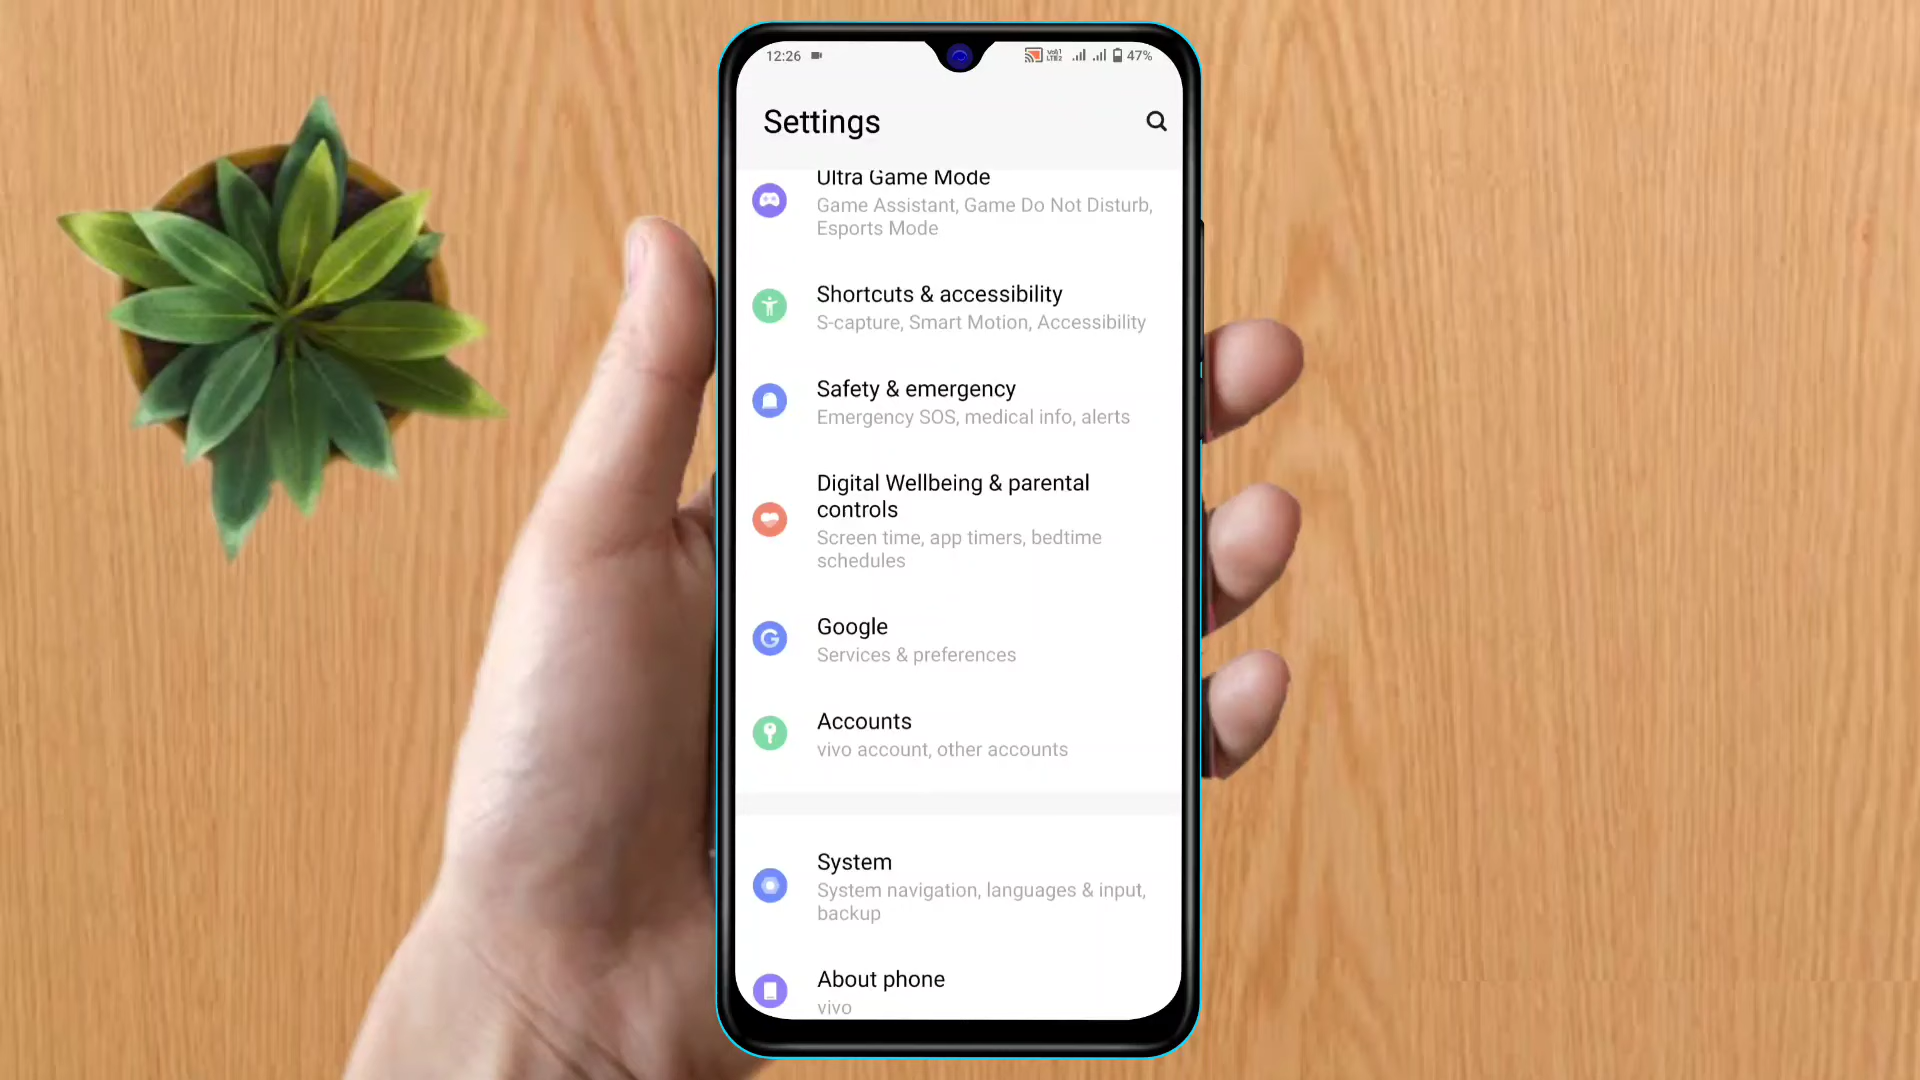 12:26
VoI1
LTE2
47%
Settings
Ultra Game Mode
Game Assistant, Game Do Not Disturb,
Esports Mode
Shortcuts & accessibility
S-capture, Smart Motion, Accessibility
Safety & emergency
Emergency SOS, medical info, alerts
Digital Wellbeing & parental
controls
Screen time, app timers, bedtime
schedules
Google
Services & preferences
Accounts
vivo account, other accounts
System
System navigation, languages & input,
backup
About phone
vivo